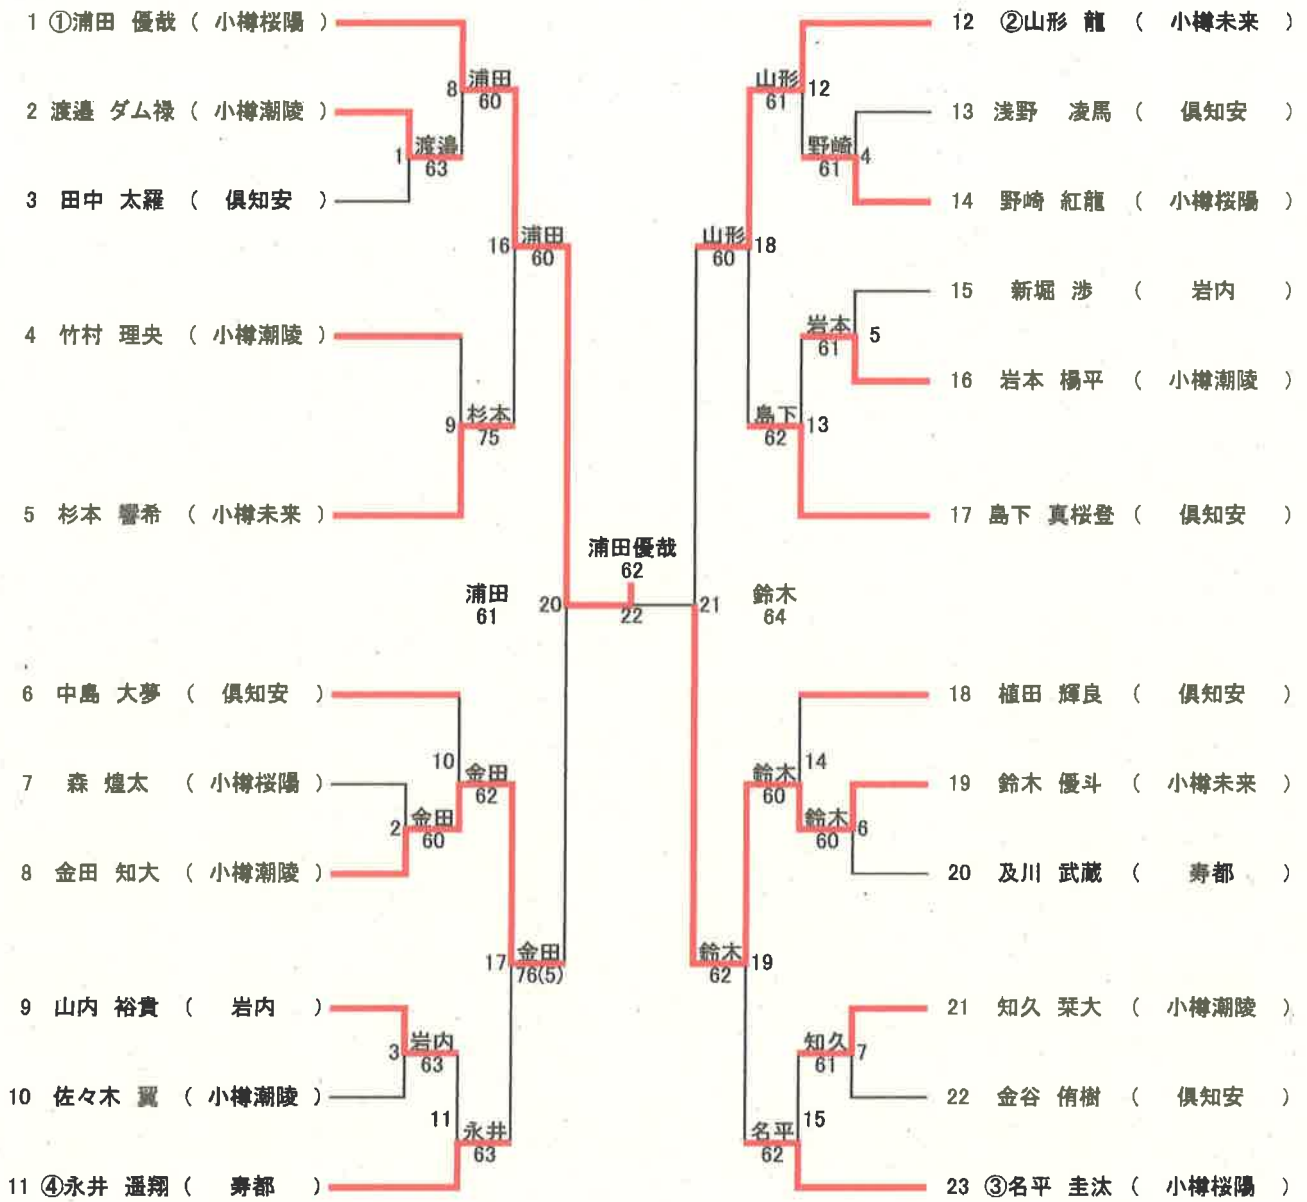 1 ①浦田 優哉 ( 小樽桜陽 )
2 渡邉 ダム禄 ( 小樽潮陵 )
3 田中 太羅 ( 倶知安 )
4 竹村 理央 ( 小樽潮陵 )
5 杉本 響希 ( 小樽未来 )
6 中島 大夢 ( 倶知安 )
7 森 煌太 ( 小樽桜陽 )
8 金田 知大 ( 小樽潮陵 )
9 山内 裕貴 ( 岩内 )
10 佐々木 翼 ( 小樽潮陵 )
11 ④永井 遥翔 ( 寿都 )
1 渡邉
63
2 金田
60
3 岩内
63
8 浦田
60
9 杉本
75
10 金田
62
11 永井
63
16 浦田
60
17 金田
76(5)
浦田
61
20
浦田優哉
62
22
21
鈴木
64
山形
60
18
鈴木
62
19
山形
61
12
島下
62
13
鈴木
60
14
名平
62
15
野崎
61
4
岩本
61
5
鈴木
60
6
知久
61
7
12 ②山形 龍 ( 小樽未来 )
13 浅野 凌馬 ( 倶知安 )
14 野崎 紅龍 ( 小樽桜陽 )
15 新堀 渉 ( 岩内 )
16 岩本 楊平 ( 小樽潮陵 )
17 島下 真桜登 ( 倶知安 )
18 植田 輝良 ( 倶知安 )
19 鈴木 優斗 ( 小樽未来 )
20 及川 武蔵 ( 寿都 )
21 知久 栞大 ( 小樽潮陵 )
22 金谷 侑樹 ( 倶知安 )
23 ③名平 圭汰 ( 小樽桜陽 )